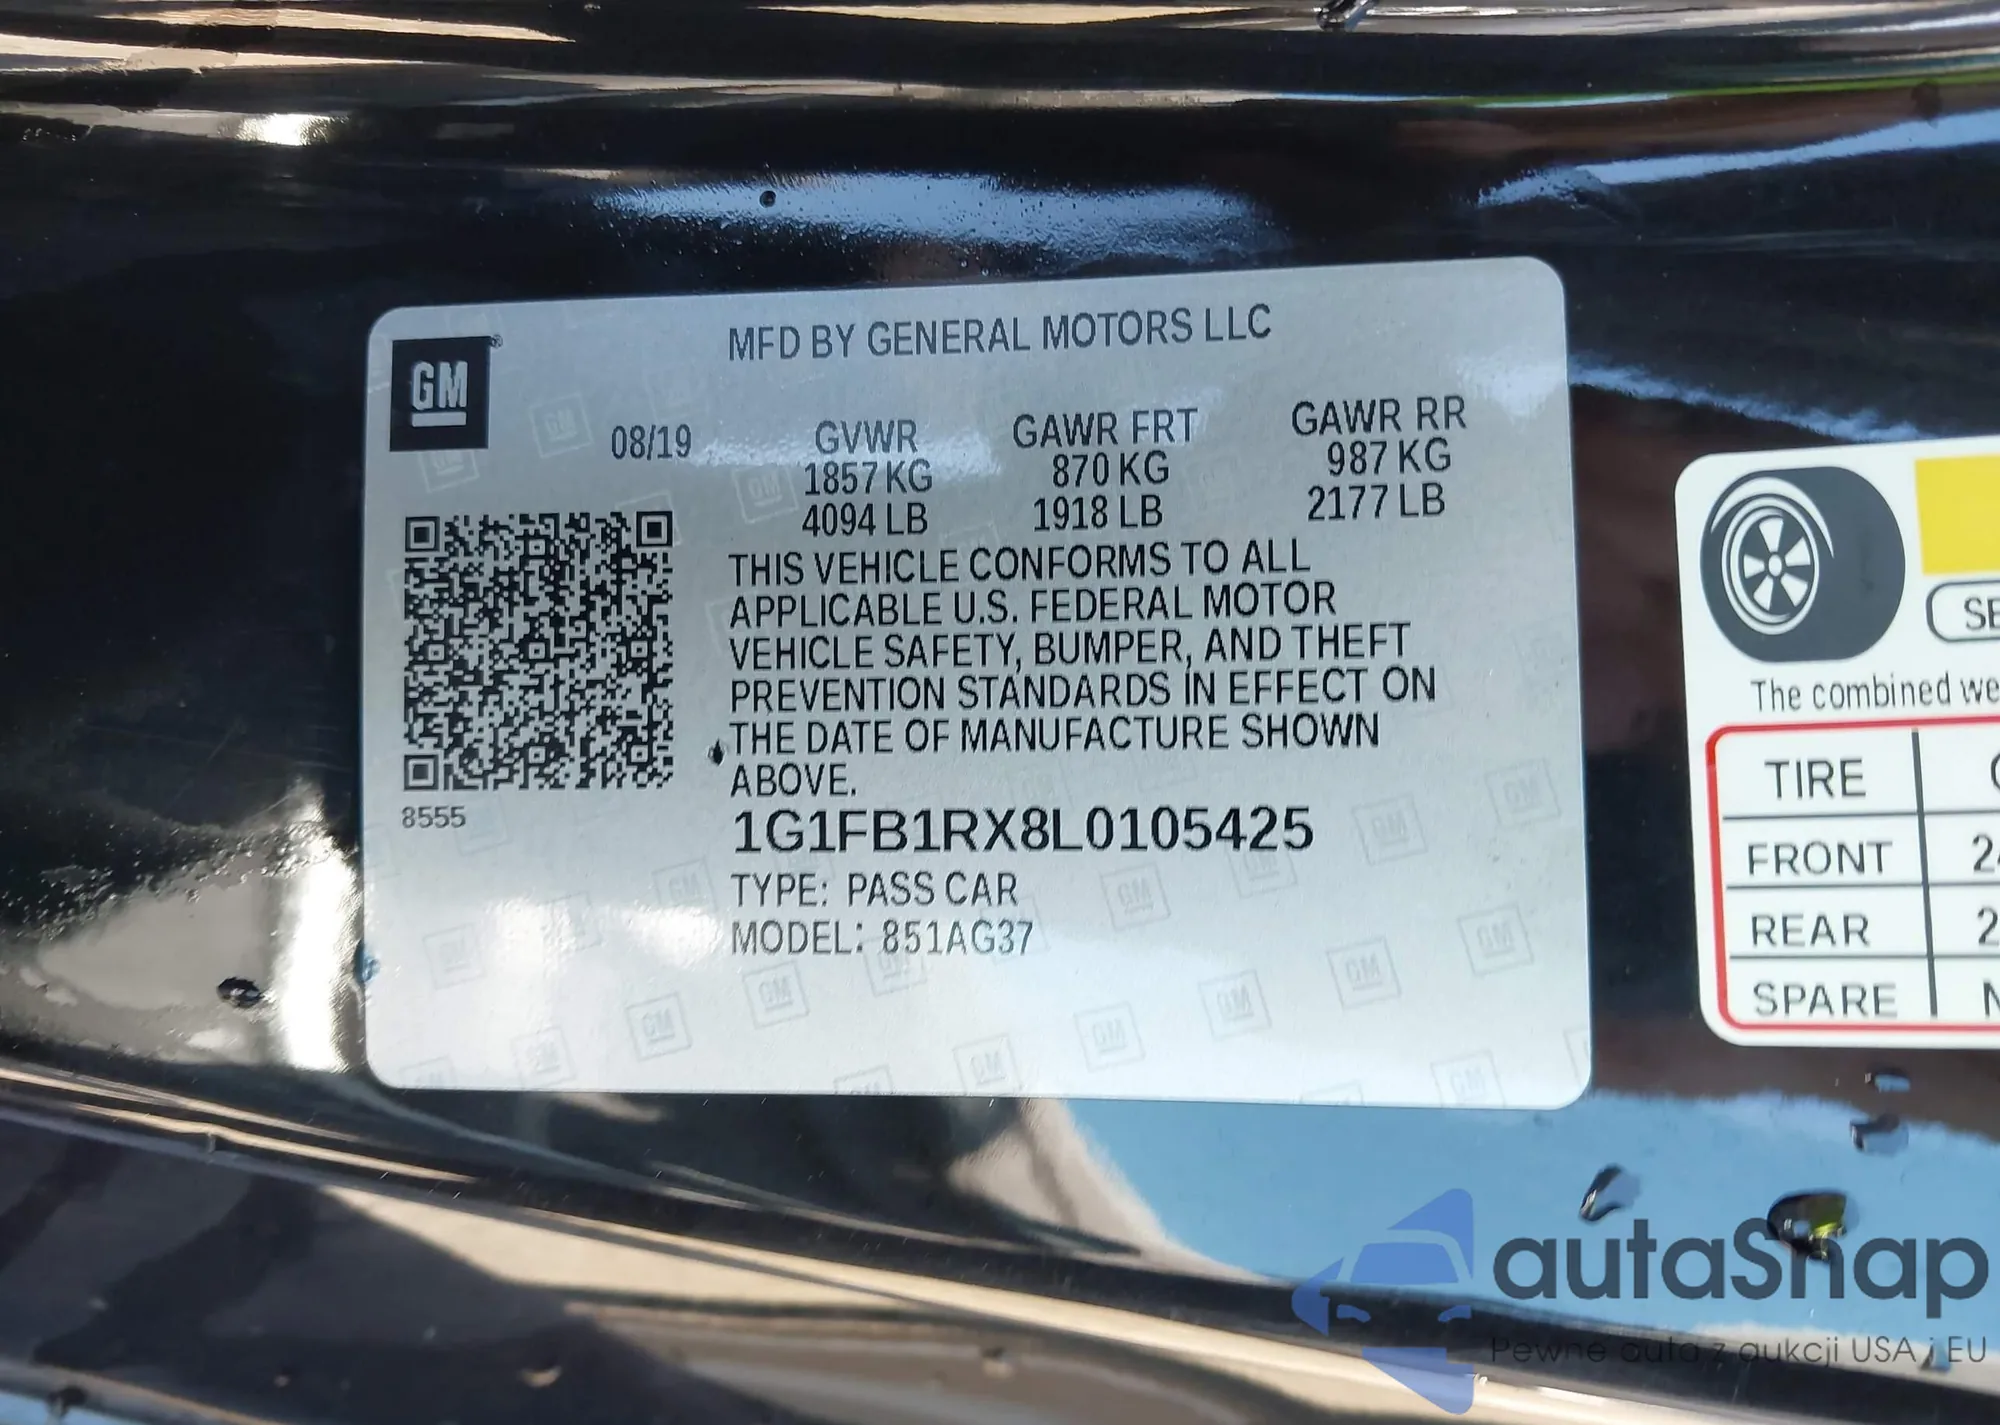 GM
MFD BY GENERAL MOTORS LLC
08/19 GVWR GAWR FRT GAWR RR
1857 KG 870 KG 987 KG
4094 LB 1918 LB 2177 LB
THIS VEHICLE CONFORMS TO ALL
APPLICABLE U.S. FEDERAL MOTOR
VEHICLE SAFETY, BUMPER, AND THEFT
PREVENTION STANDARDS IN EFFECT ON
THE DATE OF MANUFACTURE SHOWN
ABOVE.
8555
1G1FB1RX8L0105425
TYPE: PASS CAR
MODEL: 851AG37
The combined
TIRE
FRONT
REAR
SPARE
autaSnap
Pewne auta z aukcji USA i EU